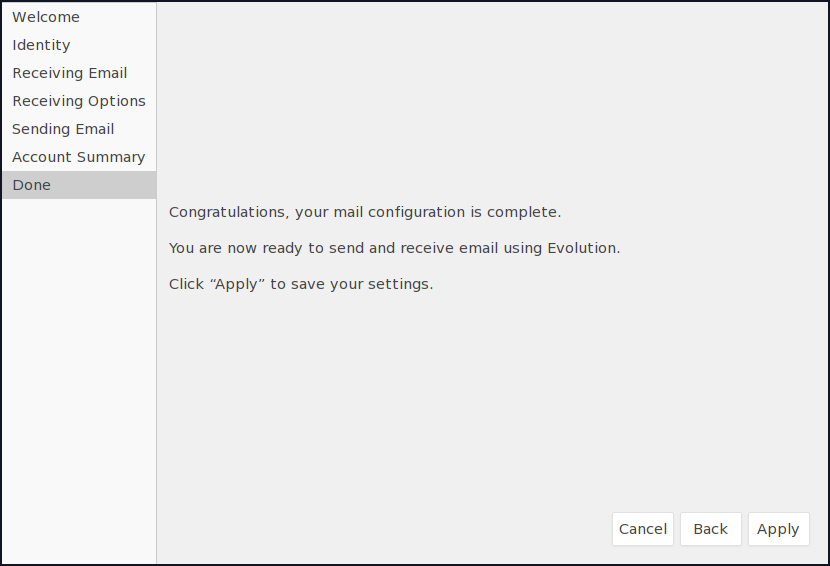 Welcome
Identity
Receiving Email
Receiving Options
Sending Email
Account Summary
Done
Congratulations, your mail configuration is complete.
You are now ready to send and receive email using Evolution.
Click “Apply” to save your settings.
Cancel
Back
Apply